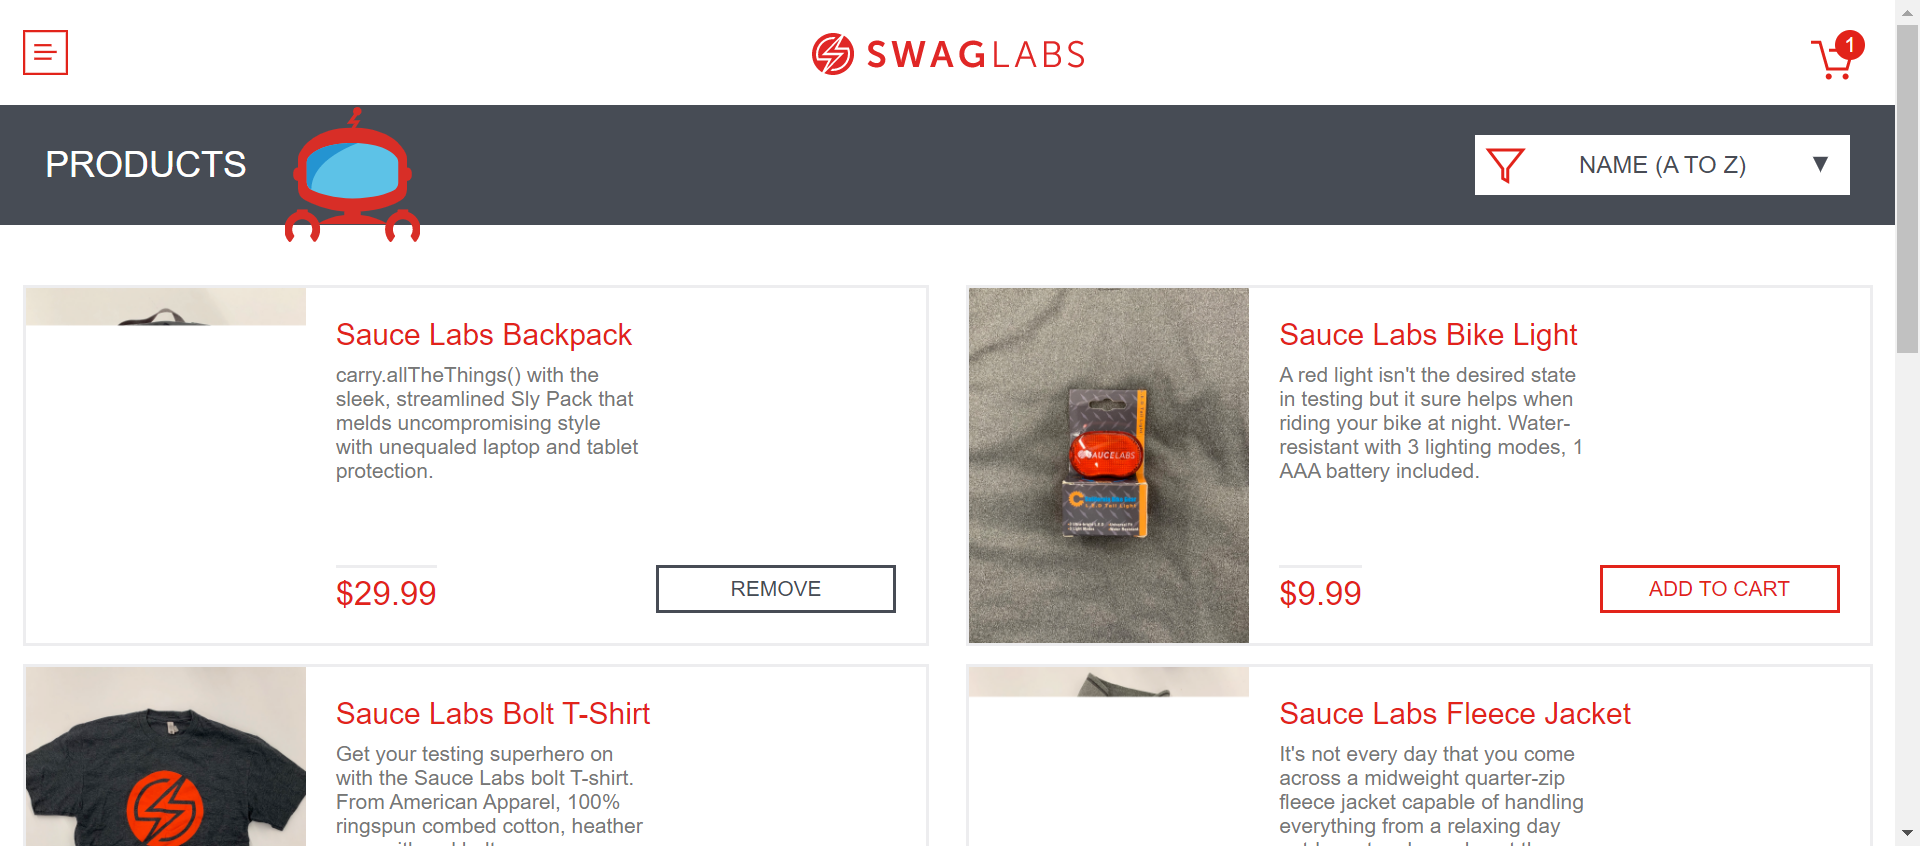 SWAGLABS
1
PRODUCTS
NAME (A TO Z)
Sauce Labs Backpack
carry.allTheThings() with the
sleek, streamlined Sly Pack that
melds uncompromising style
with unequaled laptop and tablet
protection.
$29.99
REMOVE
SAUCELABS
Sauce Labs Bike Light
A red light isn't the desired state
in testing but it sure helps when
riding your bike at night. Water-
resistant with 3 lighting modes, 1
AAA battery included.
$9.99
ADD TO CART
Sauce Labs Bolt T-Shirt
Get your testing superhero on
with the Sauce Labs bolt T-shirt.
From American Apparel, 100%
ringspun combed cotton, heather
Sauce Labs Fleece Jacket
It's not every day that you come
across a midweight quarter-zip
fleece jacket capable of handling
everything from a relaxing day